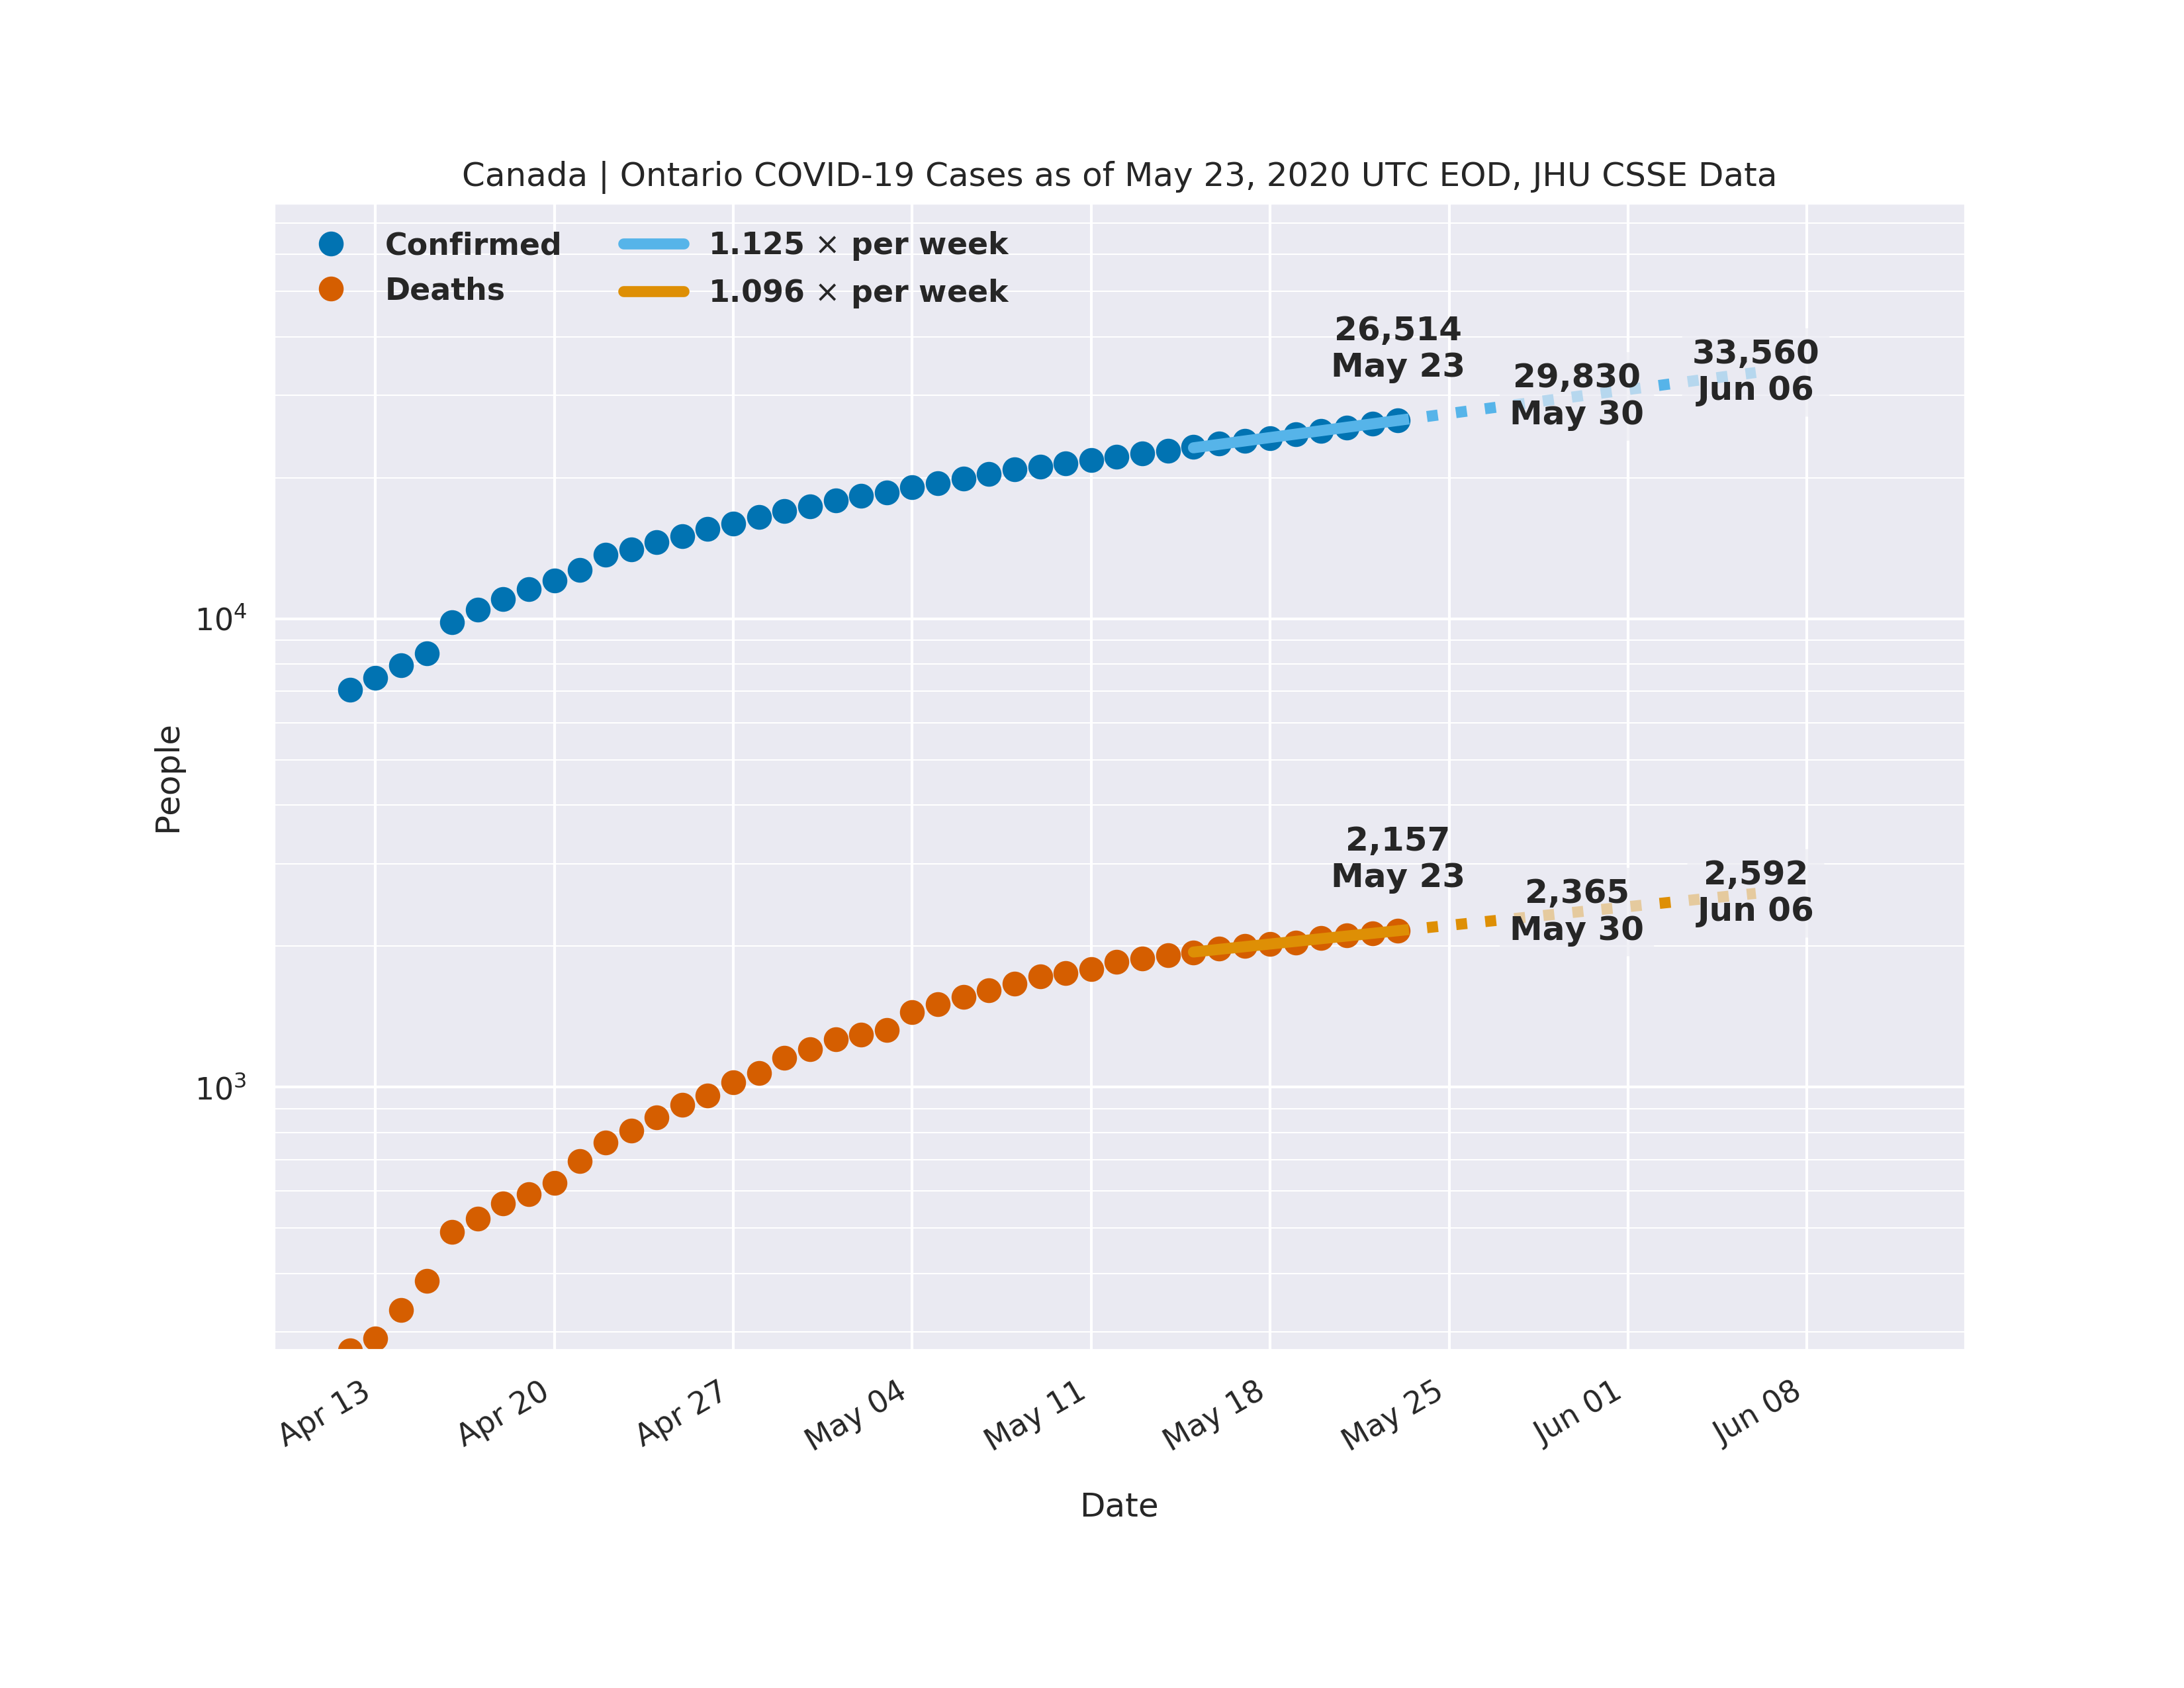 Canada | Ontario COVID-19 Cases as of May 23, 2020 UTC EOD, JHU CSSE Data
Confirmed
Deaths
1.125 × per week
1.096 × per week
26,514
May 23
29,830
May 30
33,560
Jun 06
2,157
May 23
2,365
May 30
2,592
Jun 06
People
10⁴
10³
Apr 13
Apr 20
Apr 27
May 04
May 11
May 18
May 25
Jun 01
Jun 08
Date